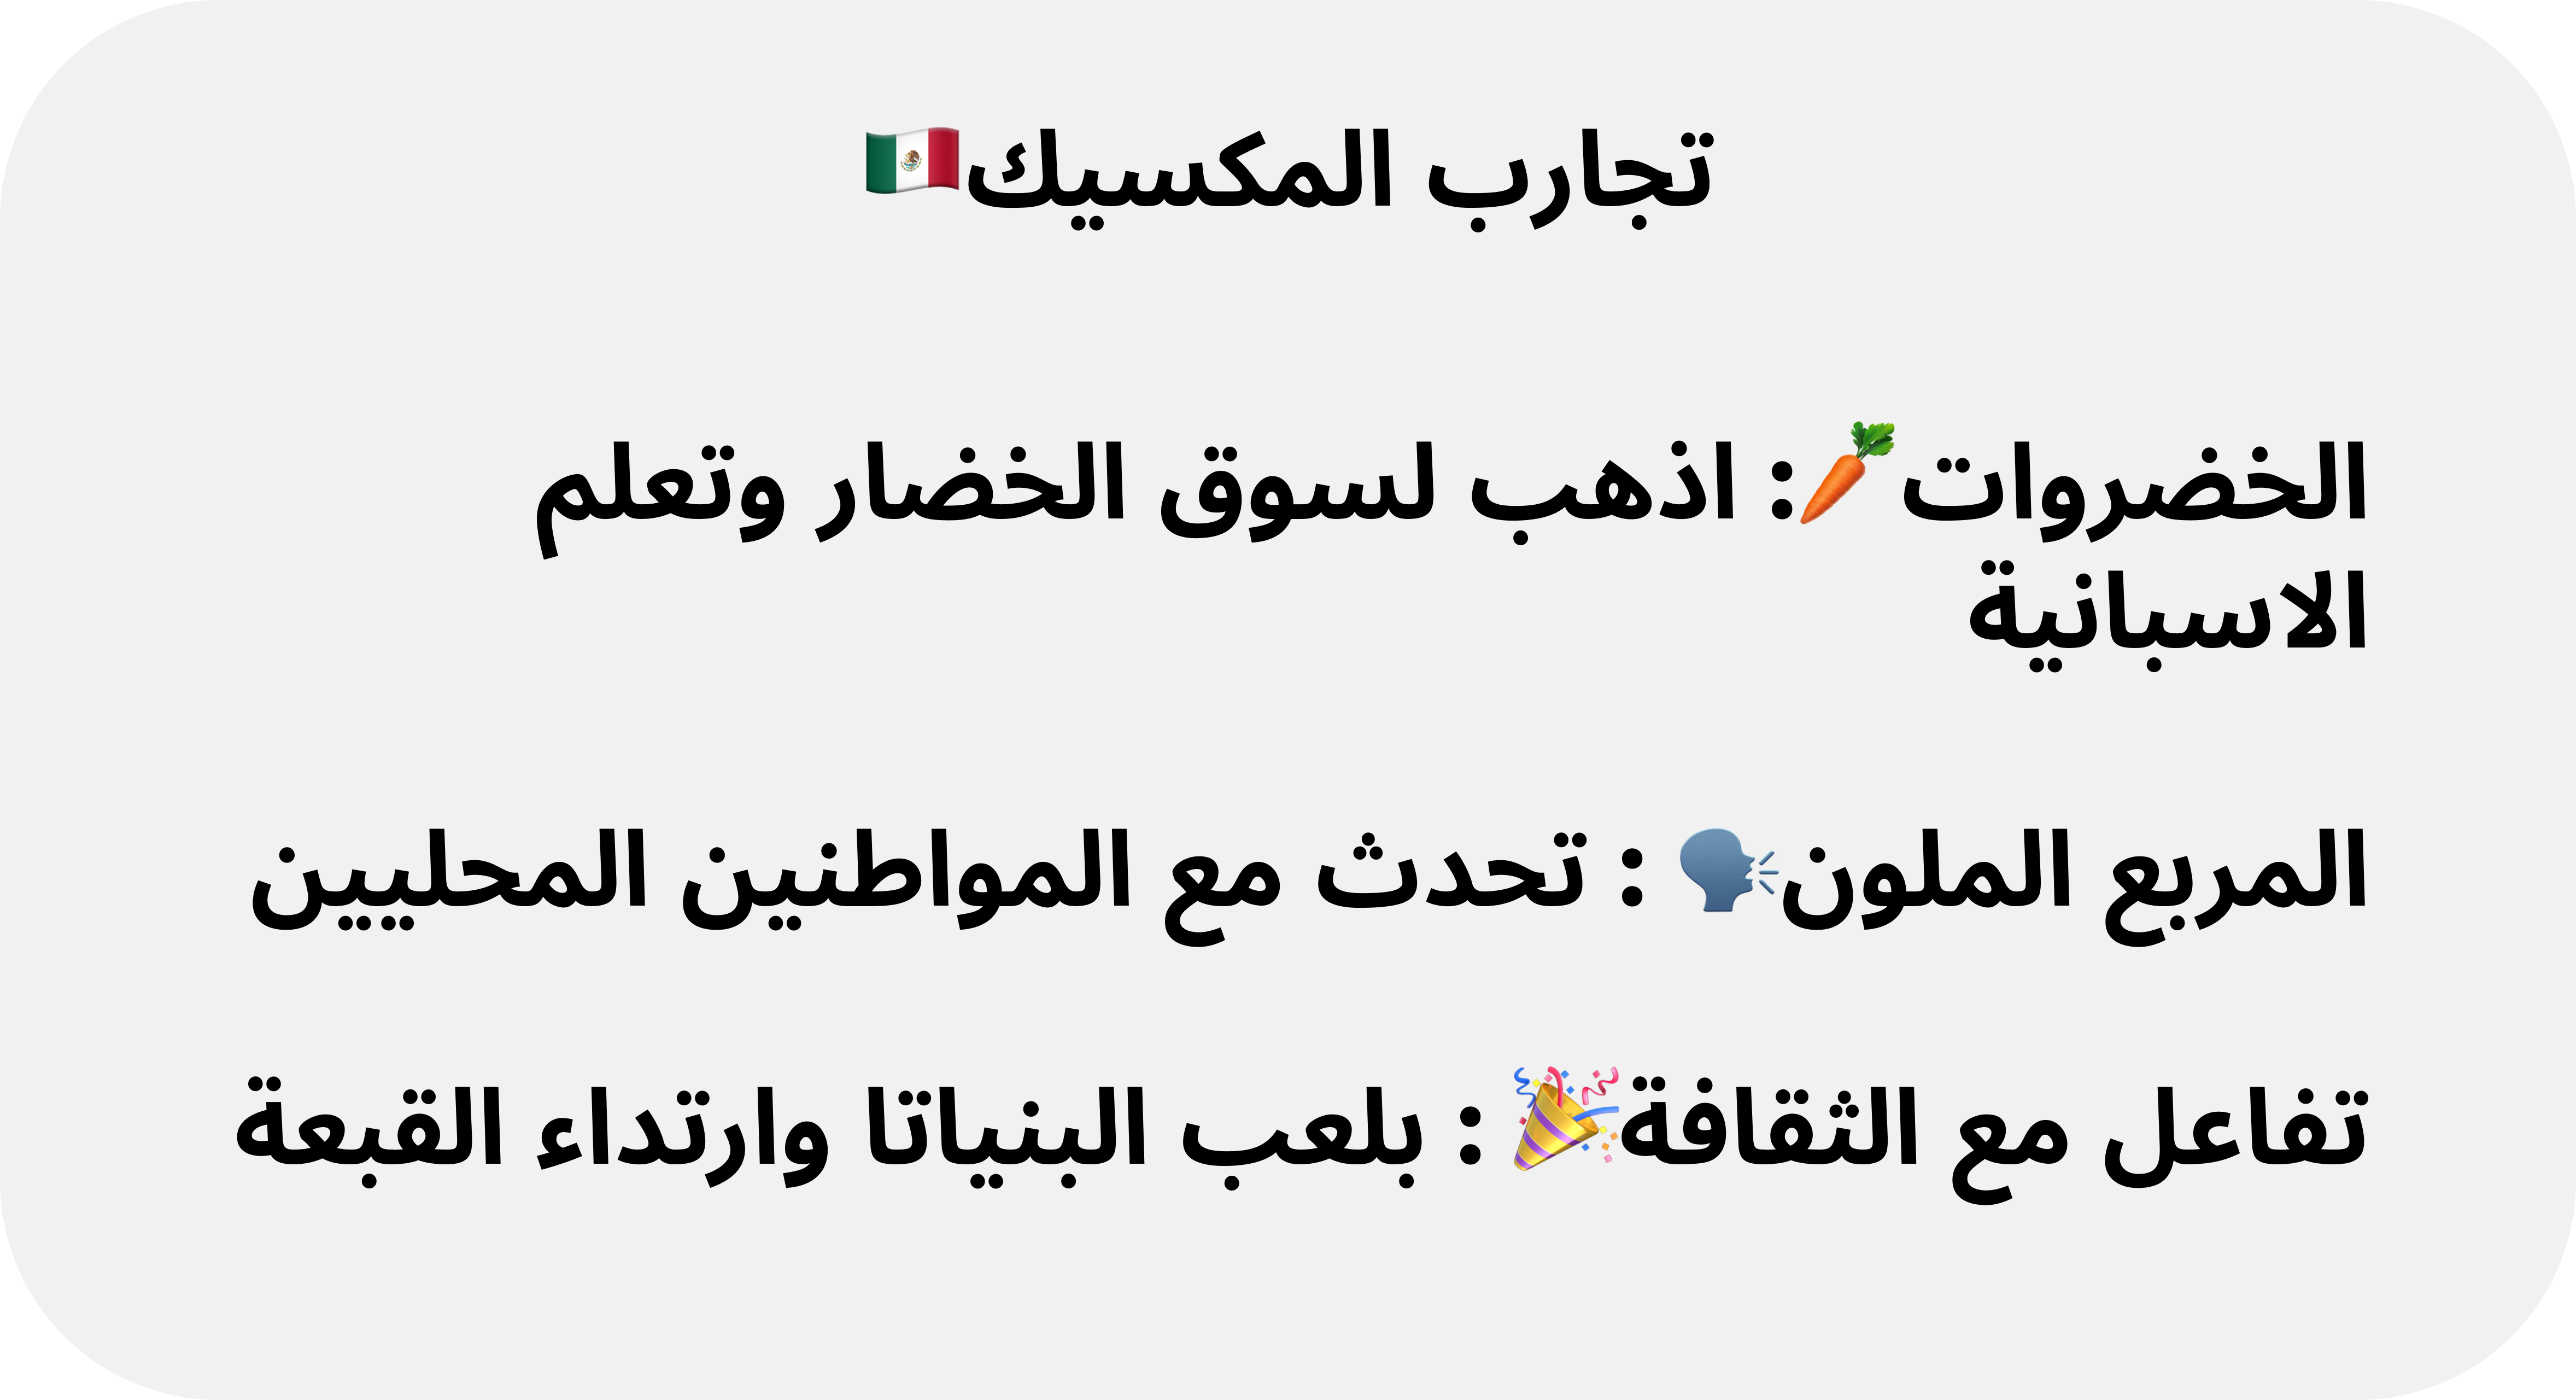 تجارب المكسيك🇲🇽
الخضروات🥕: اذهب لسوق الخضار وتعلم
الاسبانية
المربع الملون🗣️ : تحدث مع المواطنين المحليين
تفاعل مع الثقافة🎉 : بلعب البنياتا وارتداء القبعة